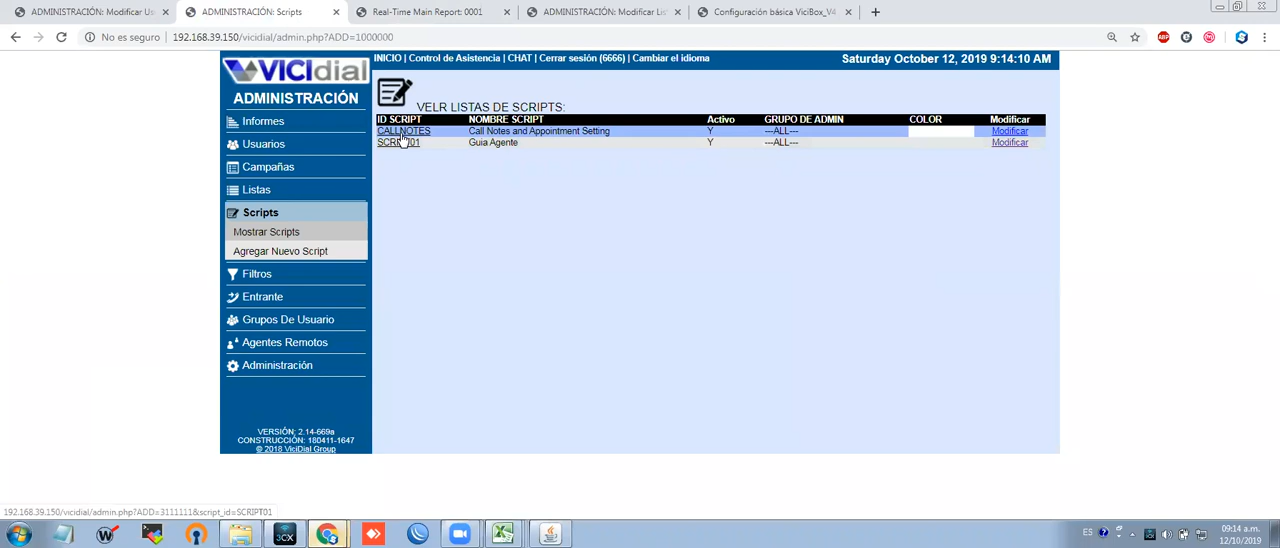 ADMINISTRACIÓN: Modificar Us
ADMINISTRACIÓN: Scripts
Real-Time Main Report: 0001
ADMINISTRACIÓN: Modificar Lis
Configuración básica ViciBox_V4
No es seguro | 192.168.39.150/vicidial/admin.php?ADD=1000000
VICIdial
INICIO | Control de Asistencia | CHAT | Cerrar sesión (6666) | Cambiar el idioma
Saturday October 12, 2019 9:14:10 AM
ADMINISTRACIÓN
Informes
Usuarios
Campañas
Listas
Scripts
Mostrar Scripts
Agregar Nuevo Script
Filtros
Entrante
Grupos De Usuario
Agentes Remotos
Administración
VERSIÓN: 2.14-669a
CONSTRUCCIÓN: 180411-1647
© 2018 ViciDial Group
VELR LISTAS DE SCRIPTS:
ID SCRIPT NOMBRE SCRIPT Activo GRUPO DE ADMIN COLOR Modificar
CALLNOTES Call Notes and Appointment Setting Y ---ALL--- Modificar
SCRIPT01 Guia Agente Y ---ALL--- Modificar
192.168.39.150/vicidial/admin.php?ADD=3111111&script_id=SCRIPT01
3CX
ES
09:14 a.m.
12/10/2019